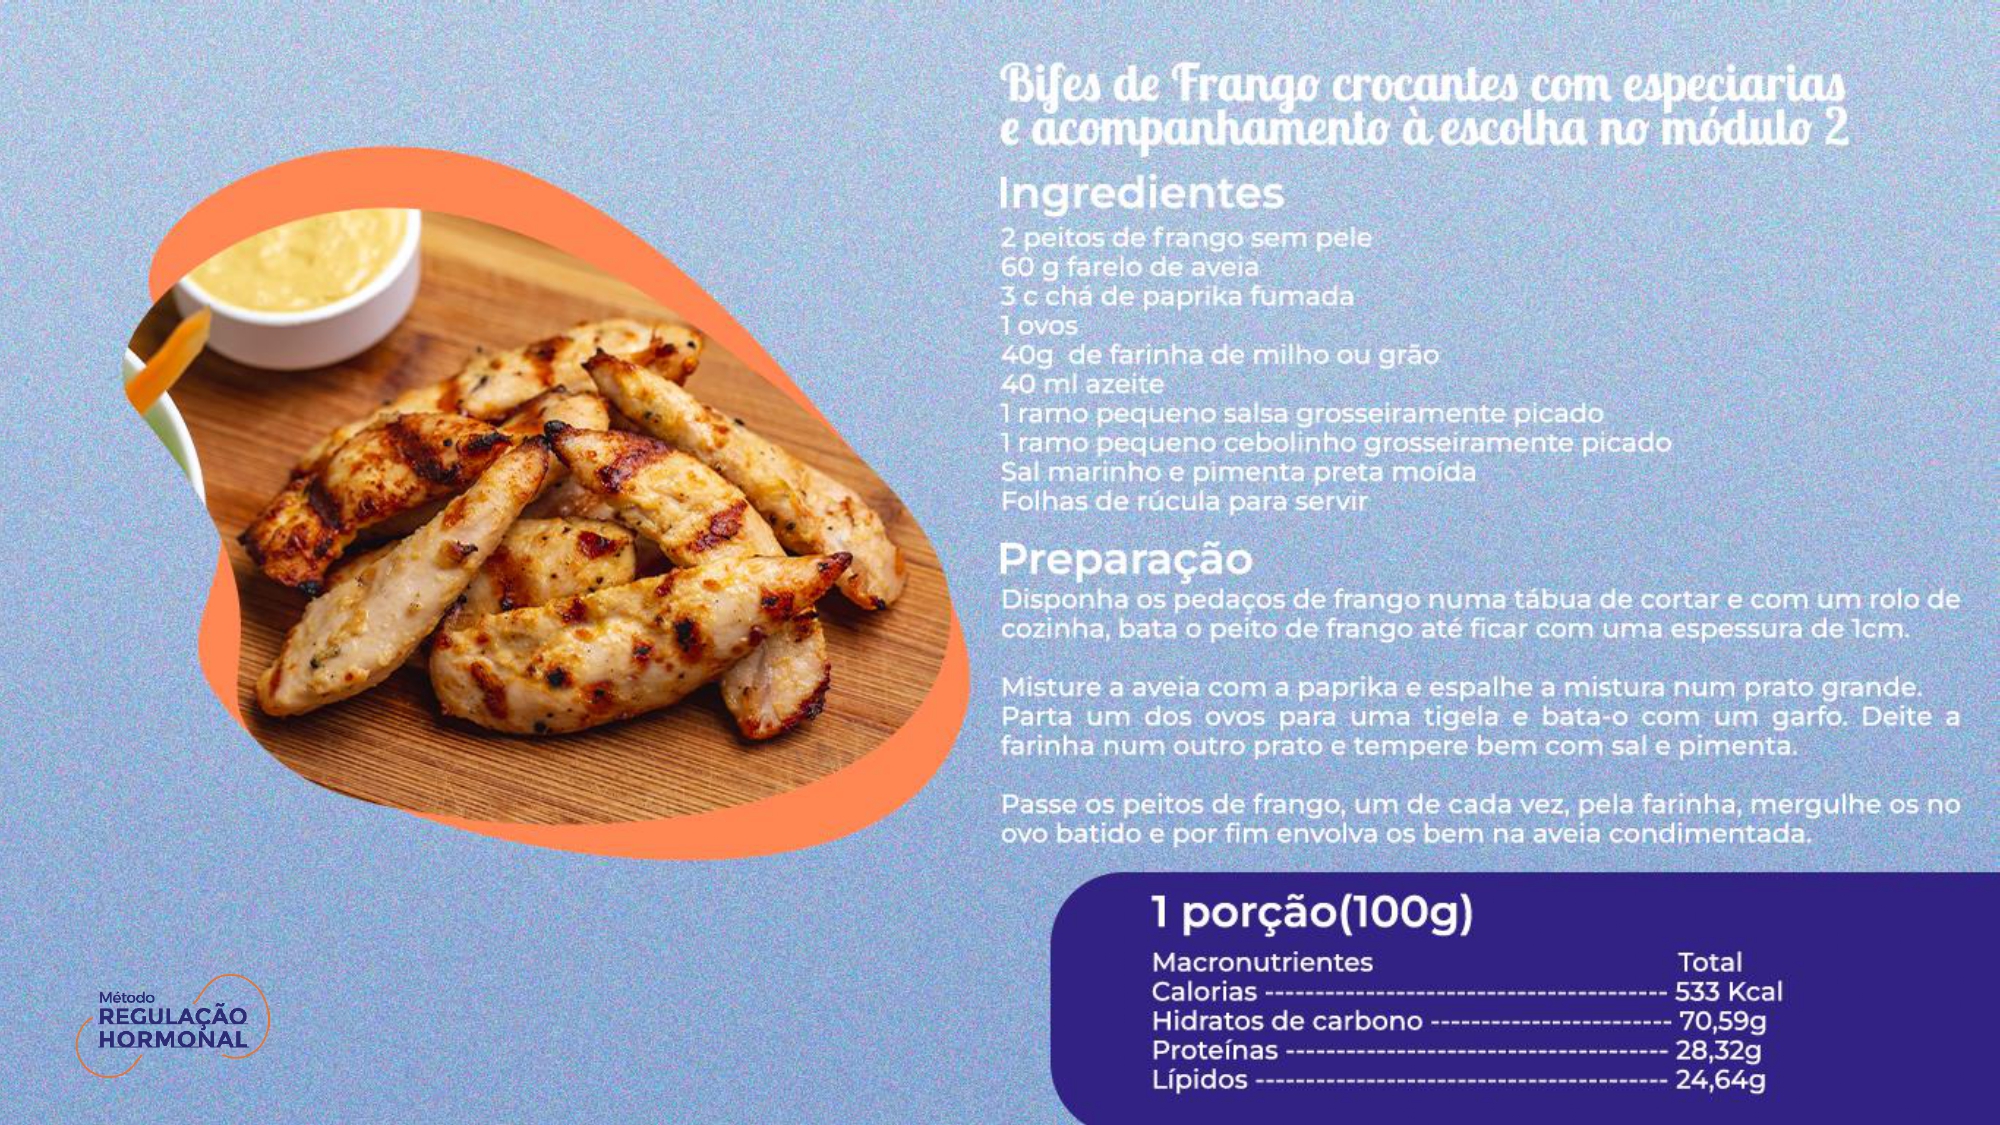 Bifes de Frango crocantes com especiarias
e acompanhamento à escolha no módulo 2
Ingredientes
2 peitos de frango sem pele
60 g farelo de aveia
3 c chá de paprika fumada
1 ovos
40g  de farinha de milho ou grão
40 ml azeite
1 ramo pequeno salsa grosseiramente picado
1 ramo pequeno cebolinho grosseiramente picado
Sal marinho e pimenta preta moída
Folhas de rúcula para servir
Preparação
Disponha os pedaços de frango numa tábua de cortar e com um rolo de
cozinha, bata o peito de frango até ficar com uma espessura de 1cm.
Misture a aveia com a paprika e espalhe a mistura num prato grande.
Parta um dos ovos para uma tigela e bata-o com um garfo. Deite a
farinha num outro prato e tempere bem com sal e pimenta.
Passe os peitos de frango, um de cada vez, pela farinha, mergulhe os no
ovo batido e por fim envolva os bem na aveia condimentada.
1 porção(100g)
Macronutrientes Total
Calorias ---------------------------------------- 533 Kcal
Hidratos de carbono ------------------------ 70,59g
Proteínas -------------------------------------- 28,32g
Lípidos ----------------------------------------- 24,64g
Método
REGULAÇÃO
HORMONAL